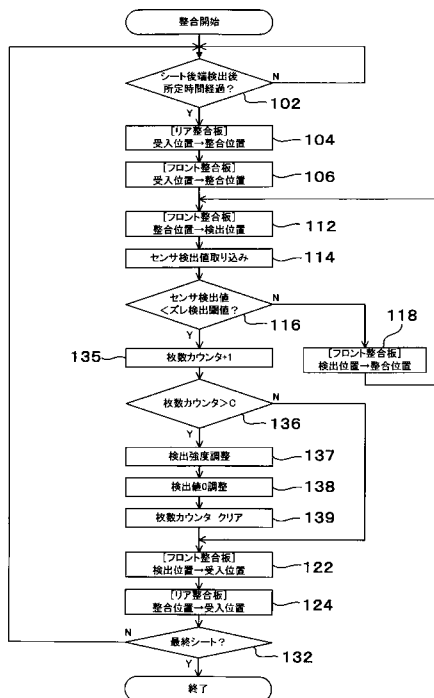 整合開始
シート後端検出後
所定時間経過？
N
102
Y
[リア整合板]
受入位置→整合位置
104
[フロント整合板]
受入位置→整合位置
106
[フロント整合板]
整合位置→検出位置
112
センサ検出値取り込み
114
センサ検出値
<ズレ検出閾値？
N
116
118
[フロント整合板]
検出位置→整合位置
Y
135
枚数カウンタ+1
枚数カウンタ>C
N
136
Y
検出強度調整
137
検出値0調整
138
枚数カウンタ クリア
139
[フロント整合板]
検出位置→受入位置
122
[リア整合板]
整合位置→受入位置
124
N
最終シート？
132
Y
終了